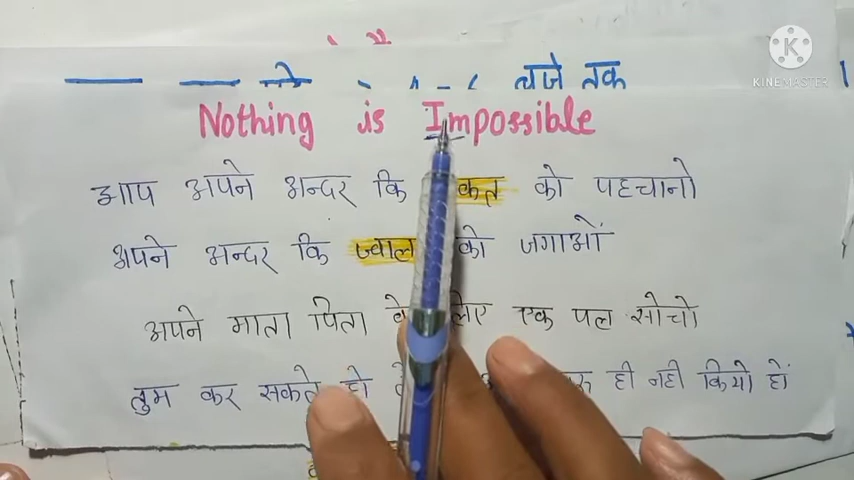 बजे तक
KINEMASTER
Nothing is Impossible
आप अपने अन्दर कि को पहचानो
अपने अन्दर कि को जगाओं
अपने माता पिता एक पल सोचो
तुम कर सकते हो ही नही कियो हों